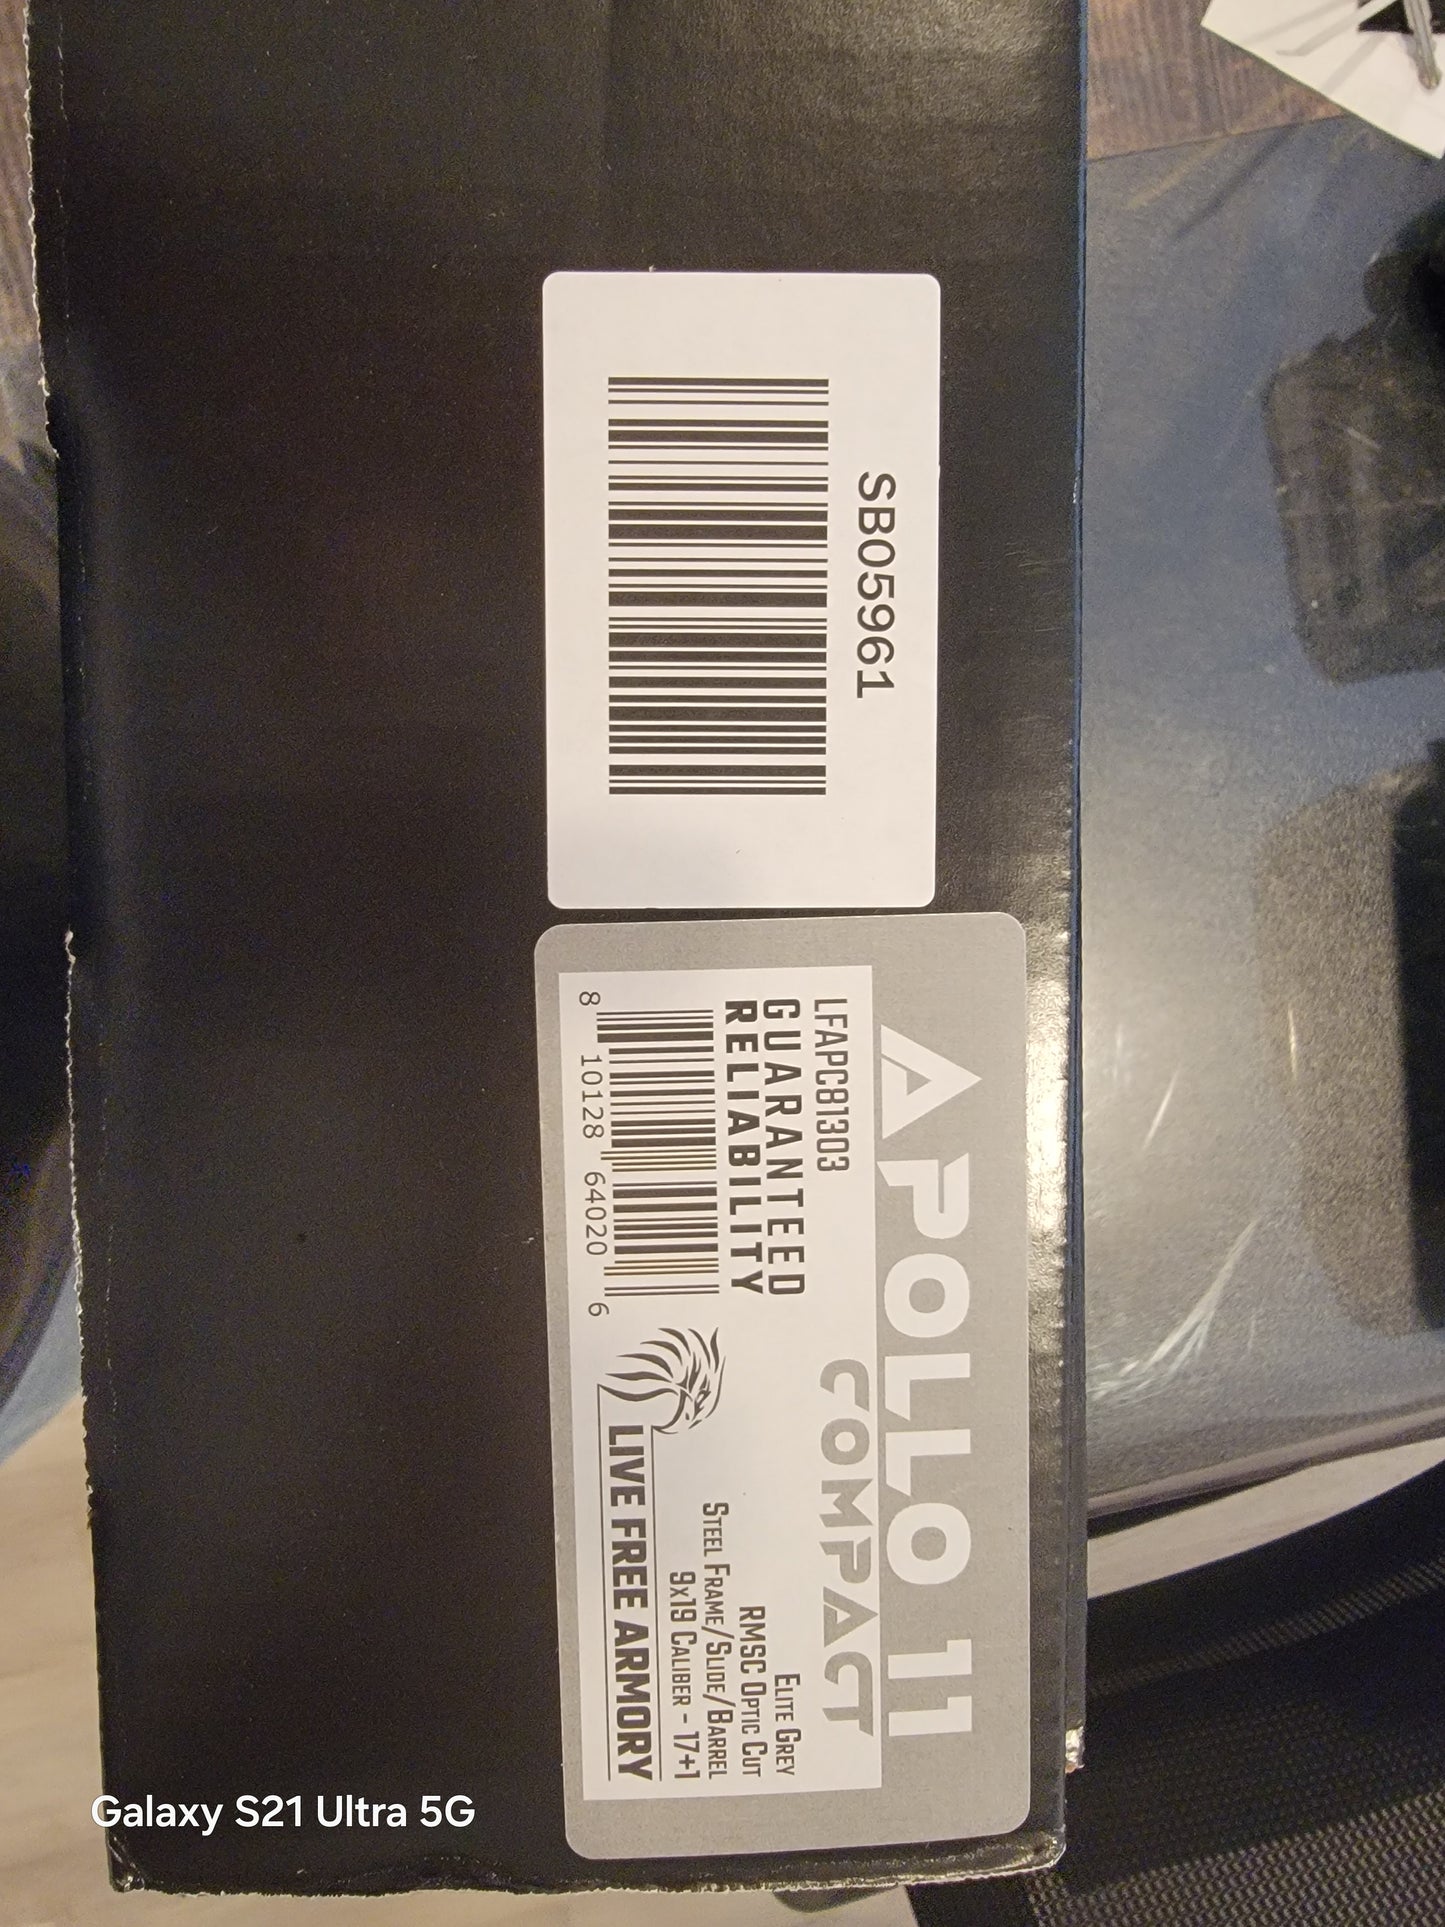 SB05961
APOLLO 11
COMPACT
LFAPC81303
GUARANTEED
RELIABILITY
8 10128 64020 6
ELITE GREY
RMSC OPTIC CUT
STEEL FRAME/SLIDE/BARREL
9X19 CALIBER - 17+1
LIVE FREE ARMORY
Galaxy S21 Ultra 5G